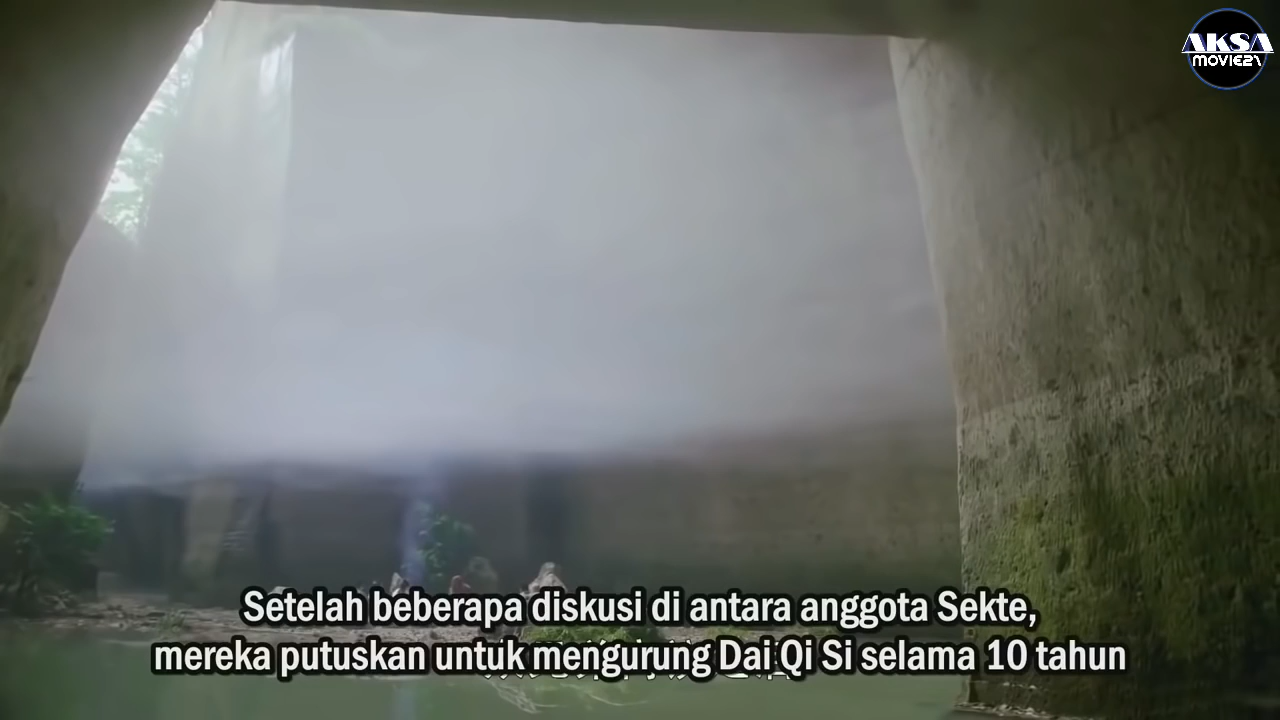 AKSA
MOVIE21
Setelah beberapa diskusi di antara anggota Sekte,
mereka putuskan untuk mengurung Dai Qi Si selama 10 tahun